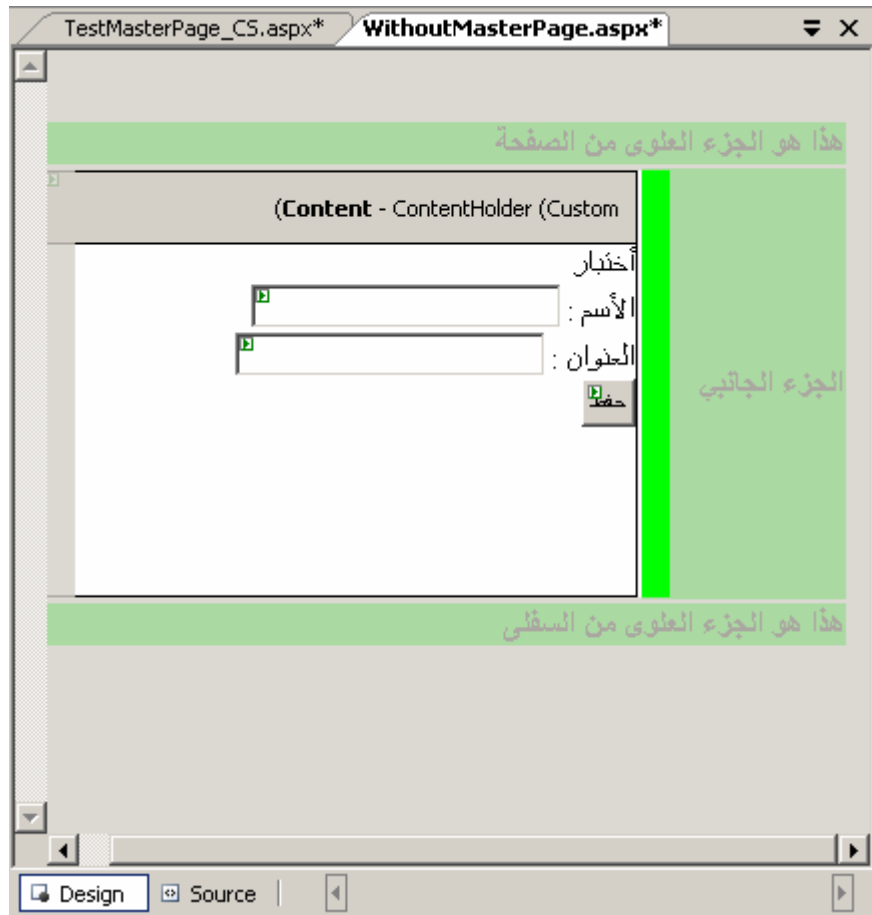 TestMasterPage_CS.aspx* WithoutMasterPage.aspx*
هذا هو الجزء العلوى من الصفحة
(Content - ContentHolder (Custom
أختبار
الأسم :
العنوان :
حفظ
الجزء الجانبي
هذا هو الجزء العلوى من السفلى
Design Source